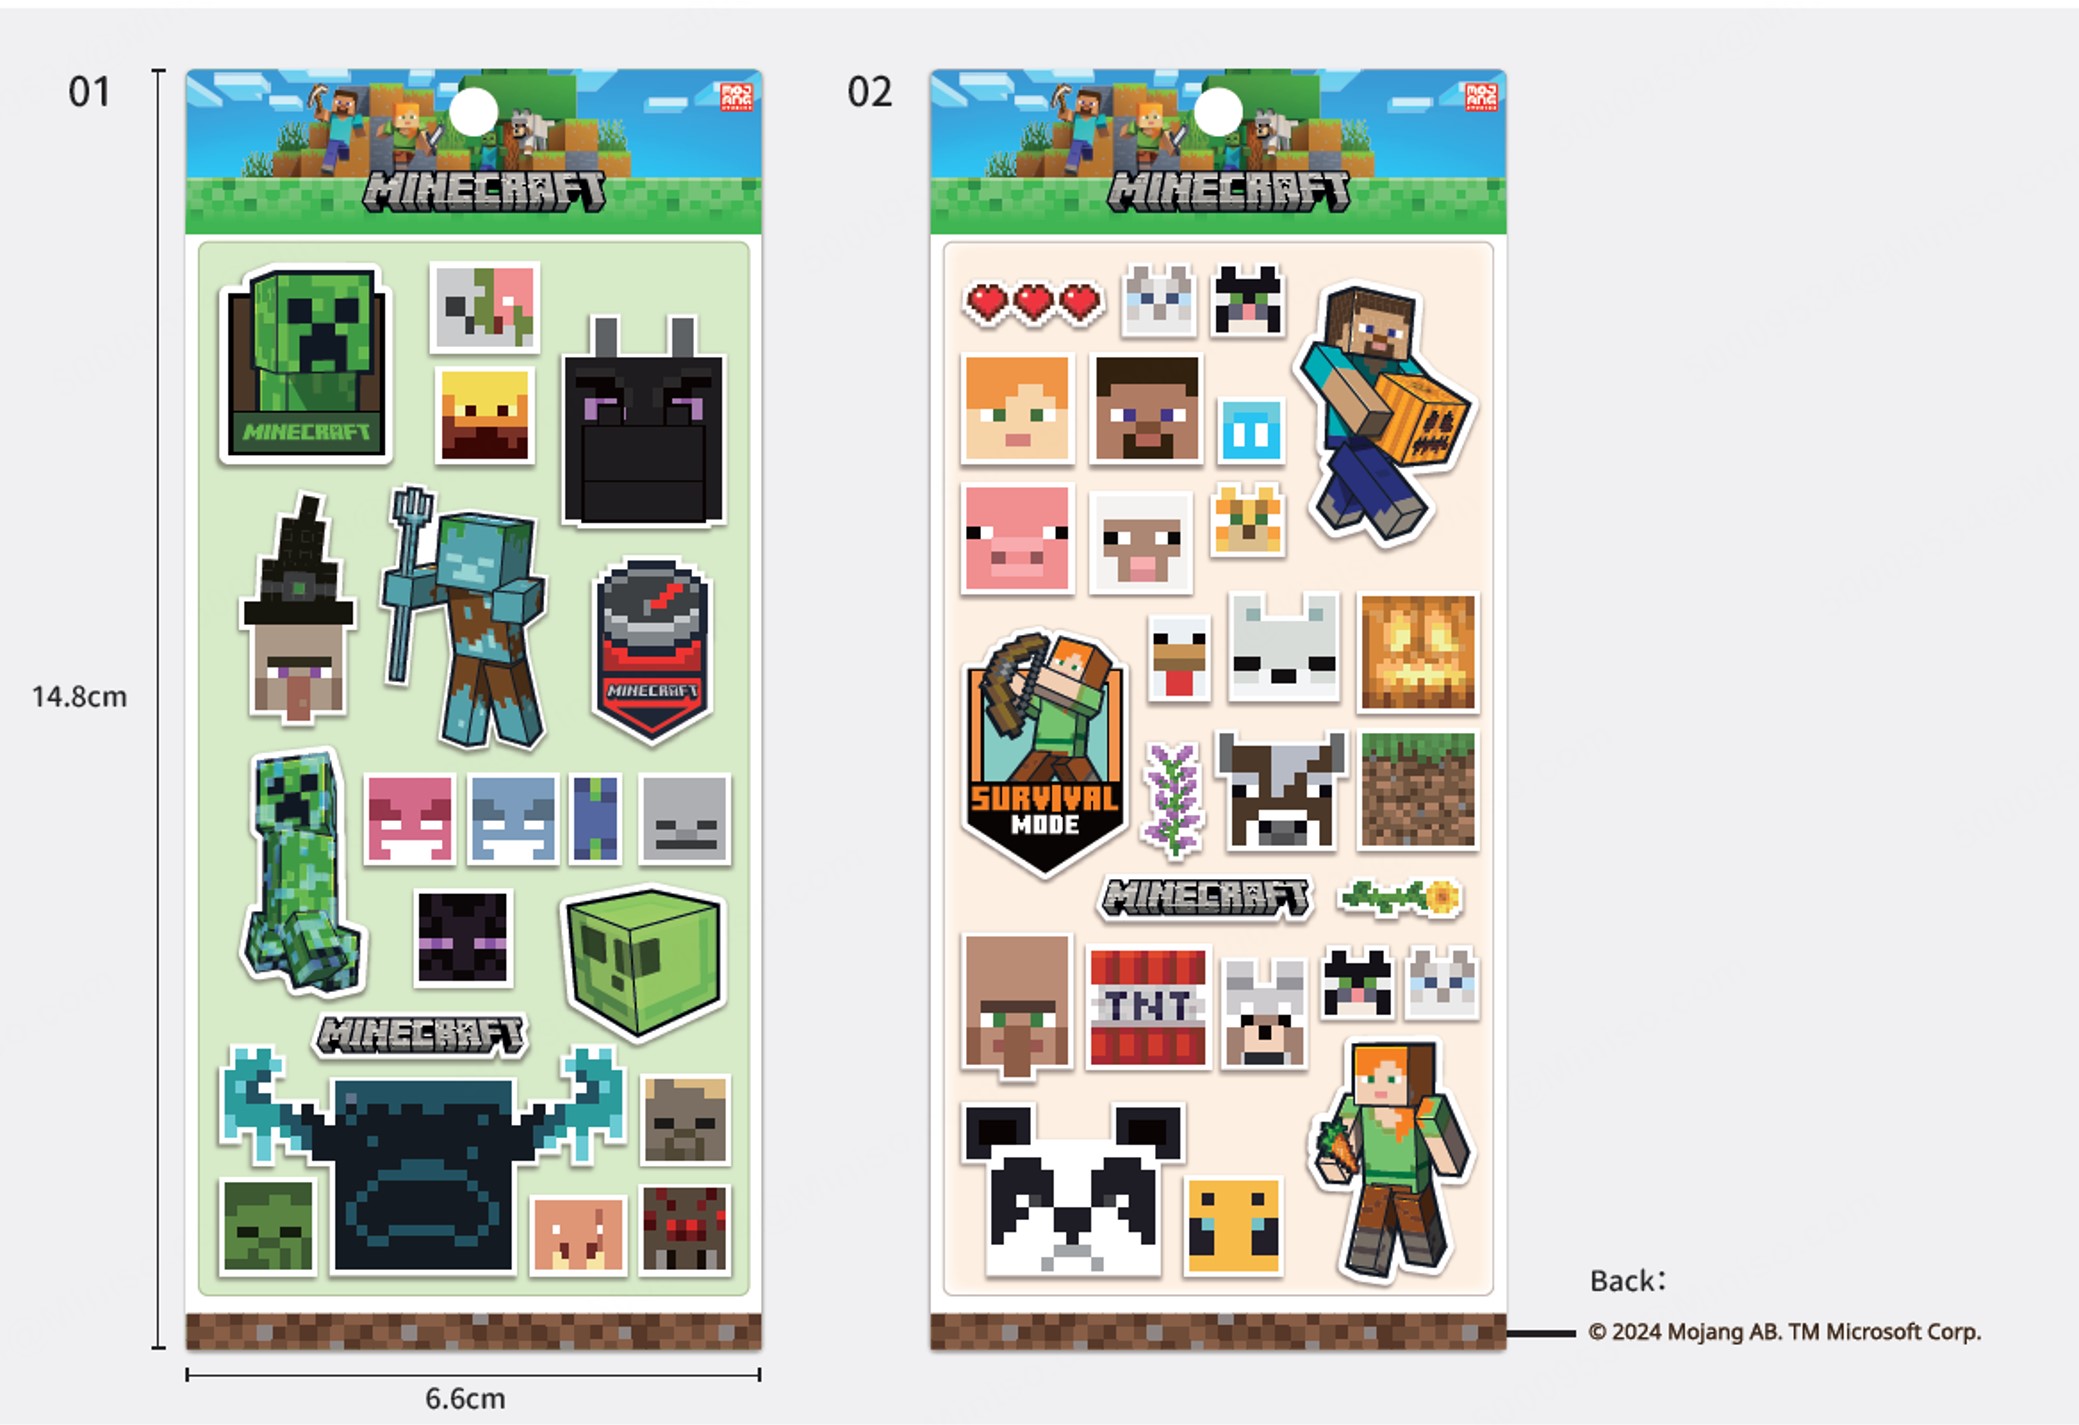 01
MOJANG
STUDIOS
MINECRAFT
MINECRAFT
MINECRAFT
MINECRAFT
14.8cm
6.6cm
02
MOJANG
STUDIOS
MINECRAFT
SURVIVAL
MODE
MINECRAFT
TNT
Back:
© 2024 Mojang AB. TM Microsoft Corp.